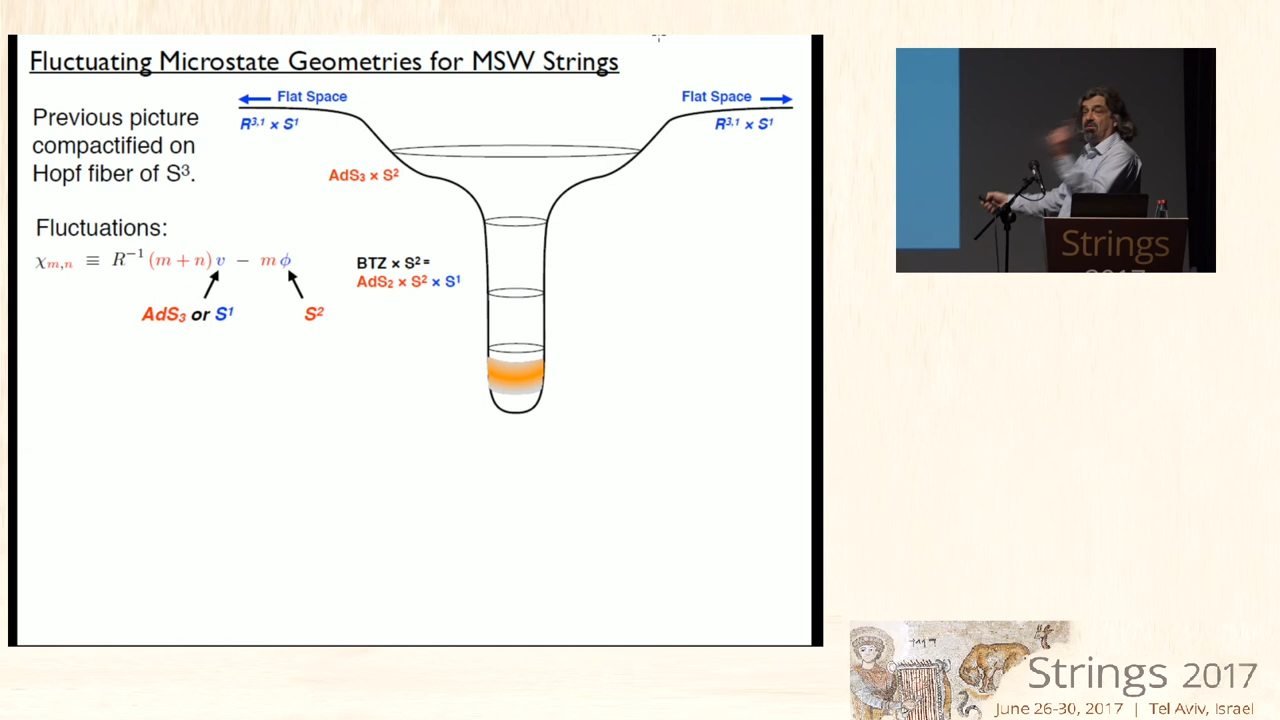 Fluctuating Microstate Geometries for MSW Strings
Flat Space
Flat Space
R³,¹ × S¹
R³,¹ × S¹
Previous picture
compactified on
Hopf fiber of S³.
AdS₃ × S²
Fluctuations:
χₘ,ₙ ≡ R⁻¹ (m + n) v − m ϕ
BTZ × S² =
AdS₂ × S² × S¹
AdS₃ or S¹
S²
Strings
2017
Strings 2017
June 26-30, 2017 | Tel Aviv, Israel